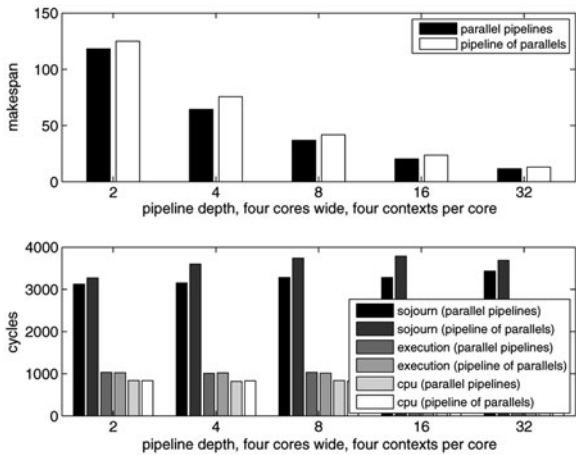 150
parallel pipelines
pipeline of parallels
100
makespan
50
0
2 4 8 16 32
pipeline depth, four cores wide, four contexts per core
4000
3000
sojourn (parallel pipelines)
sojourn (pipeline of parallels)
cycles
2000
execution (parallel pipelines)
execution (pipeline of parallels)
1000
cpu (parallel pipelines)
cpu (pipeline of parallels)
0
2 4 8 16 32
pipeline depth, four cores wide, four contexts per core